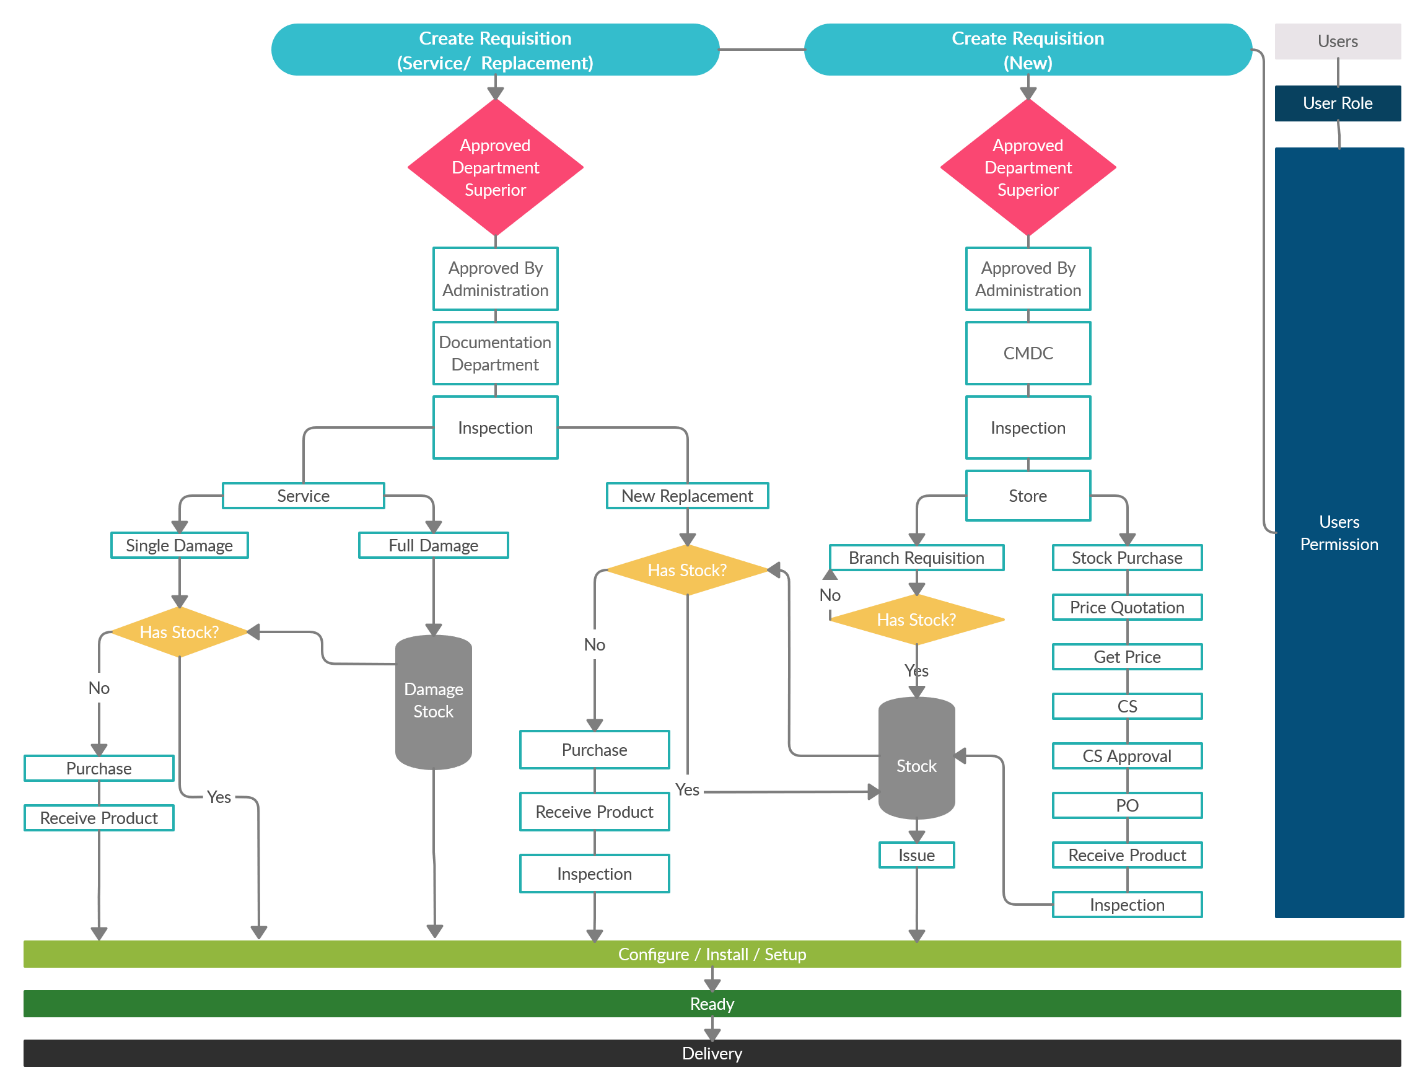 Create Requisition
(Service/ Replacement)
Create Requisition
(New)
Users
User Role
Approved
Department
Superior
Approved
Department
Superior
Approved By
Administration
Approved By
Administration
Documentation
Department
CMDC
Inspection
Inspection
Service
New Replacement
Store
Users
Permission
Single Damage
Full Damage
Branch Requisition
Stock Purchase
Has Stock?
No
Has Stock?
Price Quotation
Has Stock?
No
Yes
Get Price
No
Damage
Stock
CS
Purchase
Purchase
Stock
CS Approval
Yes
Yes
PO
Receive Product
Receive Product
Issue
Receive Product
Inspection
Inspection
Configure / Install / Setup
Ready
Delivery